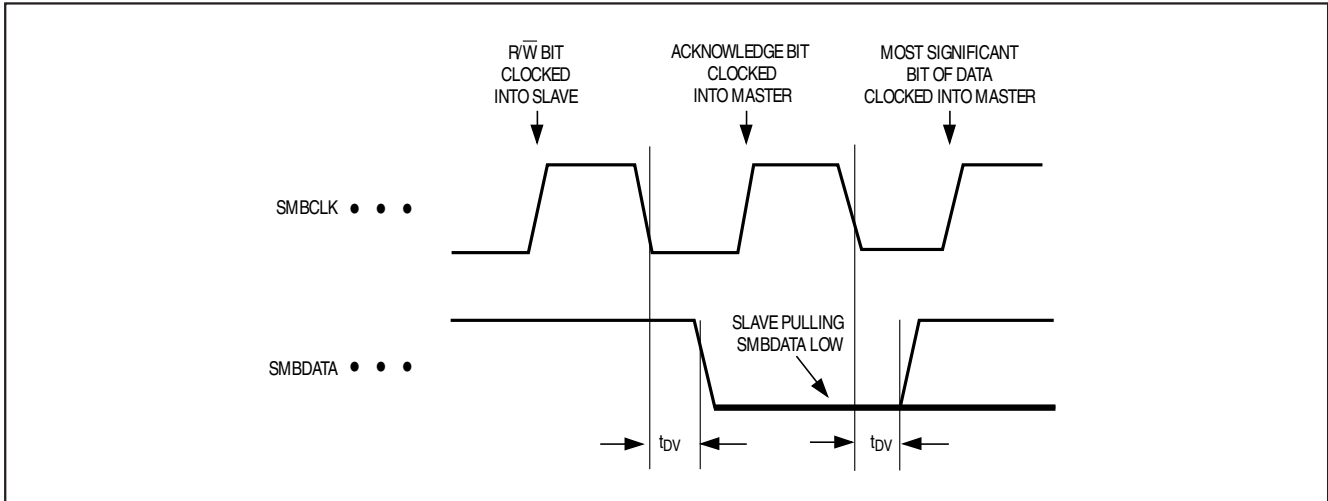 R/W̅ BIT
CLOCKED
INTO SLAVE
ACKNOWLEDGE BIT
CLOCKED
INTO MASTER
MOST SIGNIFICANT
BIT OF DATA
CLOCKED INTO MASTER
SMBCLK • • •
SLAVE PULLING
SMBDATA LOW
SMBDATA • • •
tDV
tDV